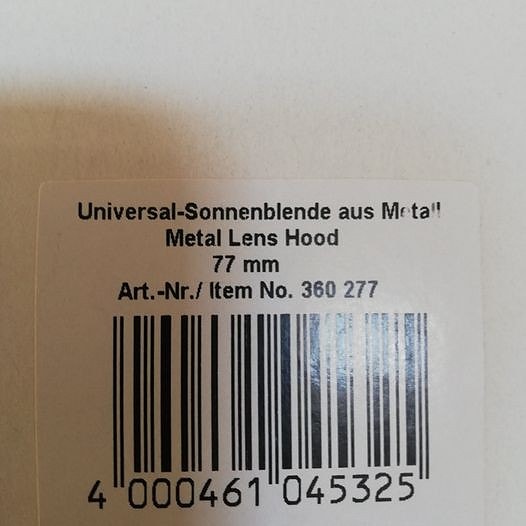 Universal-Sonnenblende aus Metall
Metal Lens Hood
77 mm
Art.-Nr./ Item No. 360 277
4 000461 045325